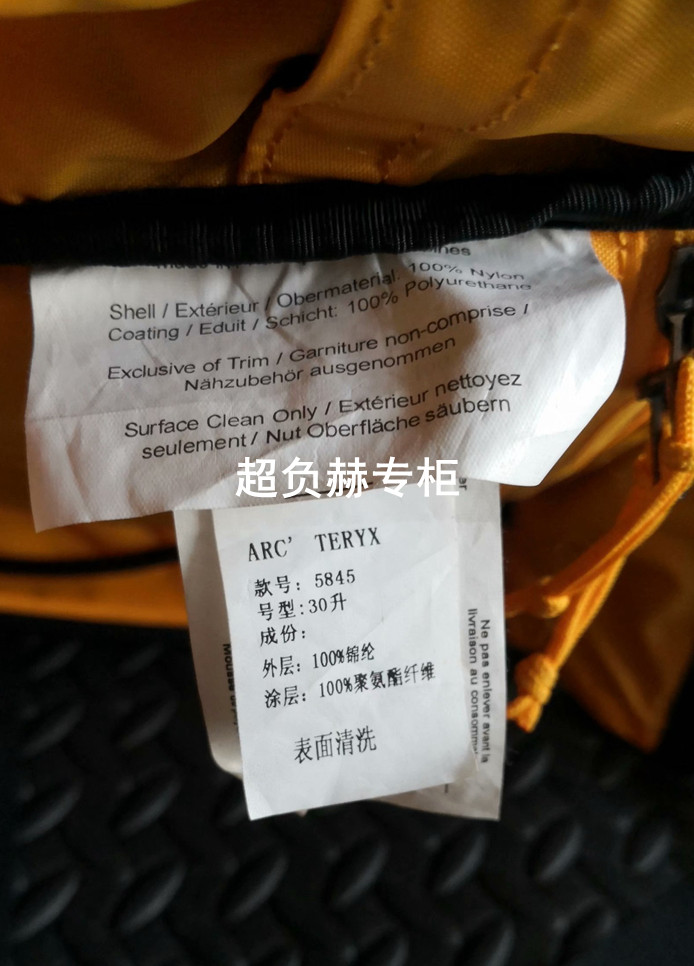 Shell / Extérieur / Obermaterial: 100% Nylon
Coating / Eduit / Schicht: 100% Polyurethane
Exclusive of Trim / Garniture non-comprise /
Nähzubehör ausgenommen
Surface Clean Only / Extérieur nettoyez
seulement / Nut Oberfläche säubern
超负赫专柜
ARC' TERYX
款号: 5845
号型:30升
成份:
外层: 100%锦纶
涂层: 100%聚氨酯纤维
表面清洗
Ne pas enlever avant la
livraison au consomm